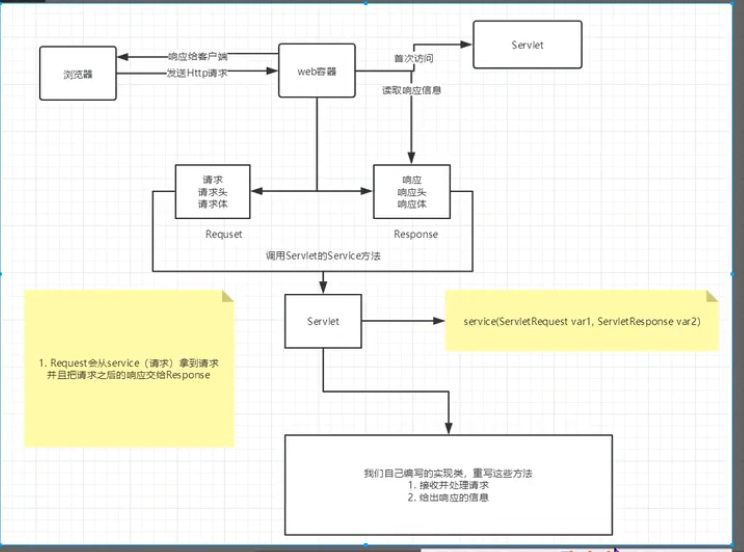 Servlet
响应给客户端
首次访问
浏览器
发送Http请求
web容器
读取响应信息
请求
请求头
请求体
响应
响应头
响应体
Requset
Response
调用Servlet的Service方法
Servlet
service(ServletRequest var1, ServletResponse var2)
1. Request会从service（请求）拿到请求
并且把请求之后的响应交给Response
我们自己编写的实现类，重写这些方法
1. 接收并处理请求
2. 给出响应的信息